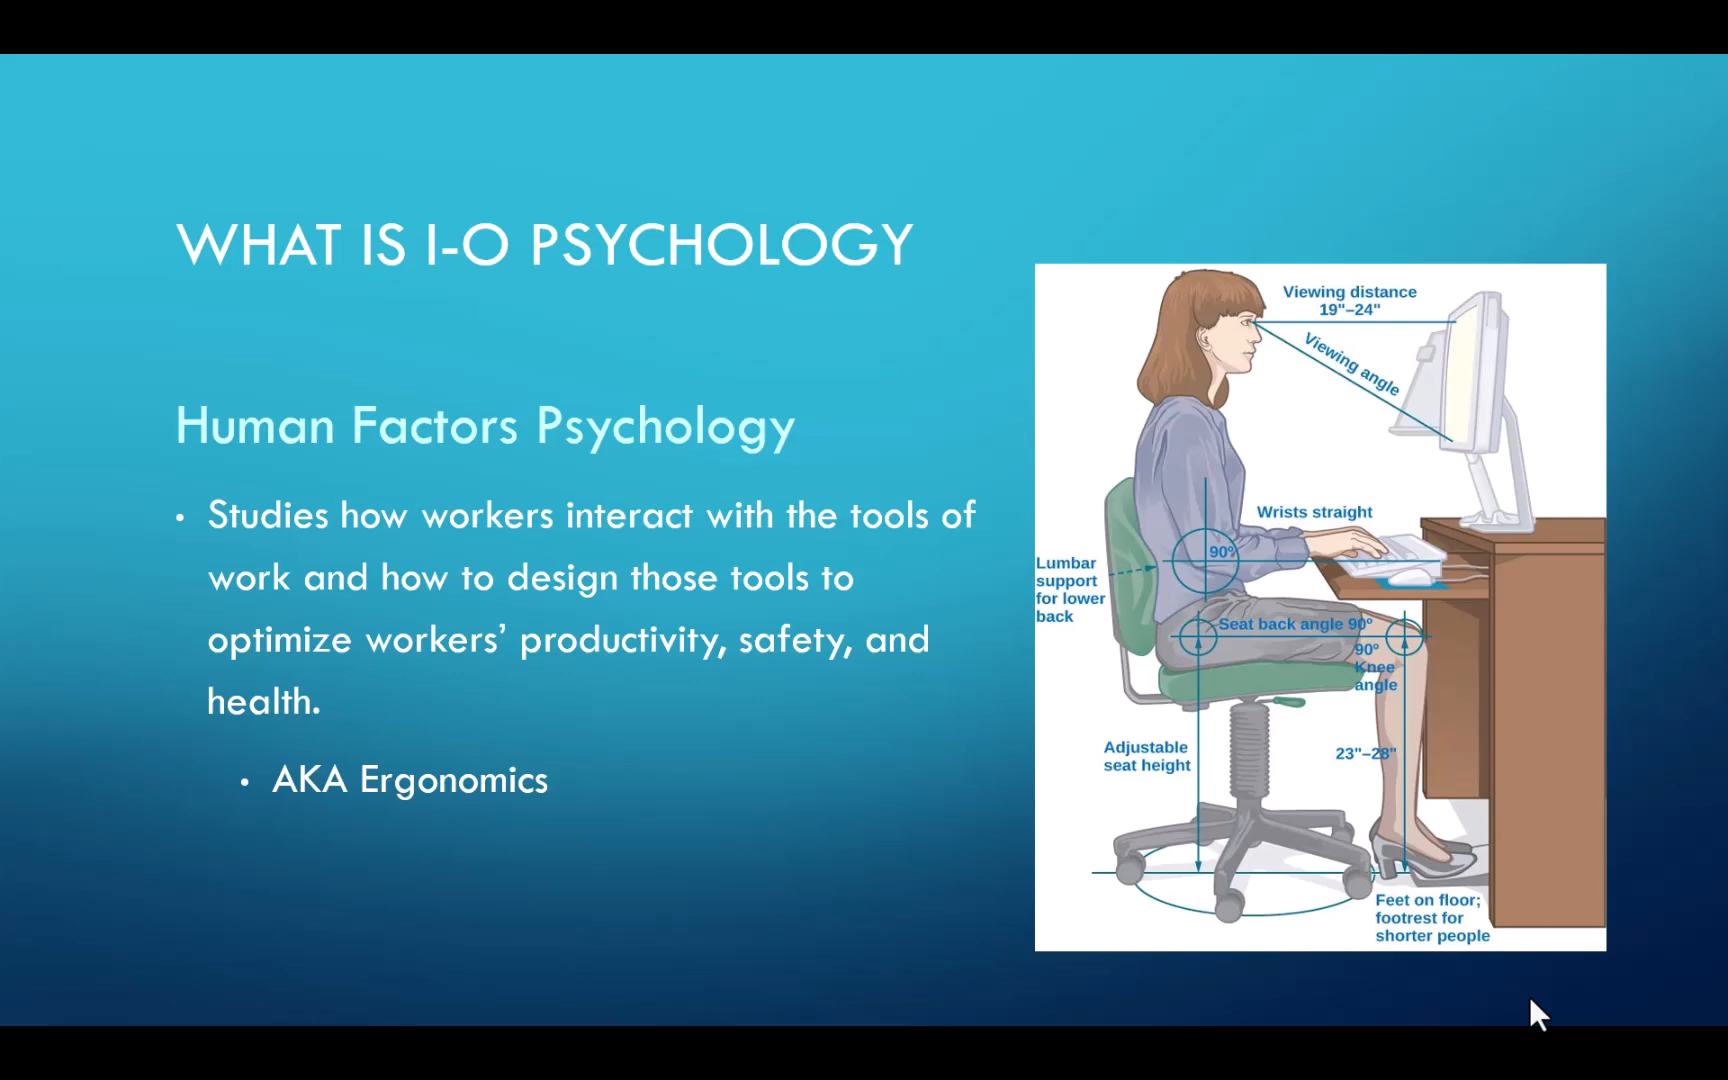 WHAT IS I-O PSYCHOLOGY
Human Factors Psychology
• Studies how workers interact with the tools of
work and how to design those tools to
optimize workers’ productivity, safety, and
health.
• AKA Ergonomics
Viewing distance
19"–24"
Viewing angle
Wrists straight
90º
Lumbar
support
for lower
back
Seat back angle 90º
90º
Knee
angle
Adjustable
seat height
23"–28"
Feet on floor;
footrest for
shorter people